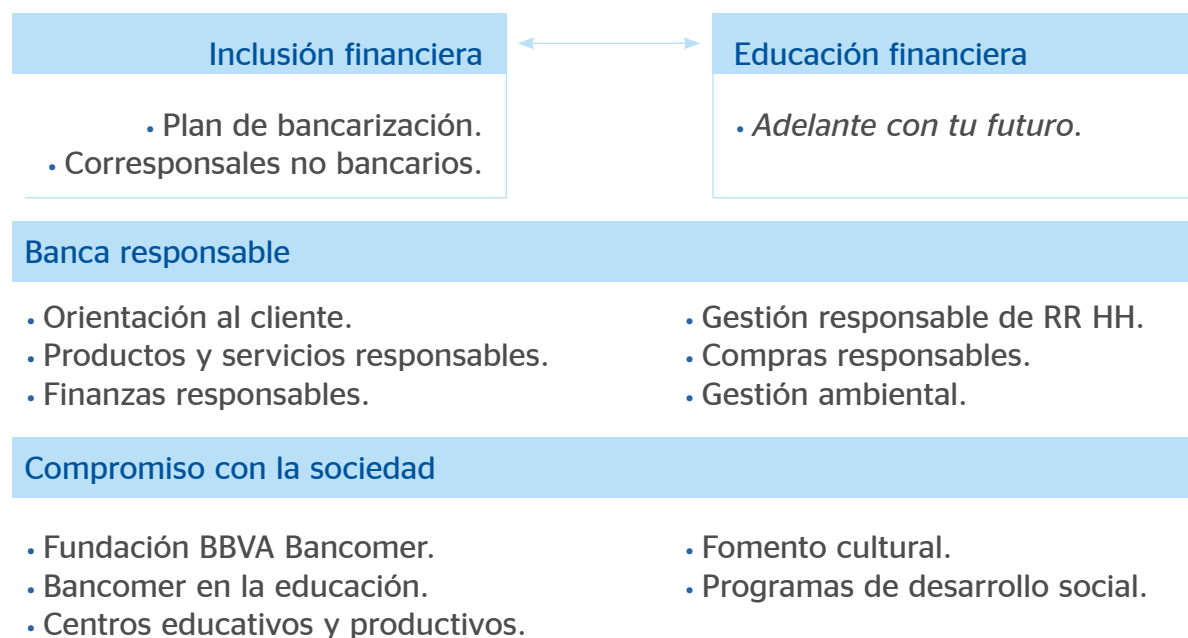 Inclusión financiera
• Plan de bancarización.
• Corresponsales no bancarios.
Educación financiera
• Adelante con tu futuro.
Banca responsable
• Orientación al cliente.
• Productos y servicios responsables.
• Finanzas responsables.
• Gestión responsable de RR HH.
• Compras responsables.
• Gestión ambiental.
Compromiso con la sociedad
• Fundación BBVA Bancomer.
• Bancomer en la educación.
• Centros educativos y productivos.
• Fomento cultural.
• Programas de desarrollo social.